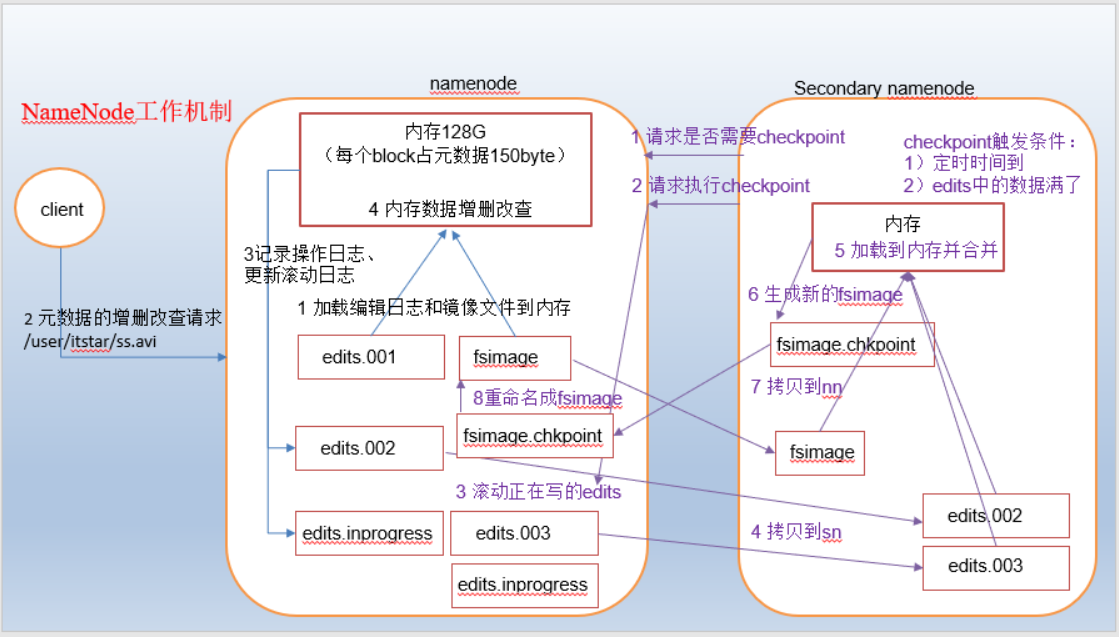 NameNode工作机制
client
2 元数据的增删改查请求
/user/itstar/ss.avi
namenode
内存128G
（每个block占元数据150byte）
4 内存数据增删改查
3记录操作日志、
更新滚动日志
1 加载编辑日志和镜像文件到内存
edits.001
fsimage
8重命名成fsimage
edits.002
fsimage.chkpoint
3 滚动正在写的edits
edits.inprogress
edits.003
edits.inprogress
1 请求是否需要checkpoint
2 请求执行checkpoint
4 拷贝到sn
Secondary namenode
checkpoint触发条件：
1）定时时间到
2）edits中的数据满了
内存
5 加载到内存并合并
6 生成新的fsimage
fsimage.chkpoint
7 拷贝到nn
fsimage
edits.002
edits.003